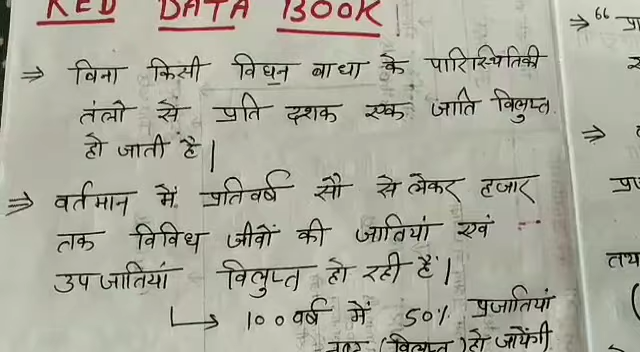 RED DATA BOOK
⇒ विना किसी विघन बाधा के पारिस्थितिकी
तंत्रो से प्रति दशक एक जाति विलुप्त
हो जाती है|
⇒ वर्तमान में प्रतिवर्ष सौ से लेकर हजार
तक विविध जीवों की जातियां एवं
उपजातियां विलुप्त हो रही हैं|
↳ 100 वर्ष में 50% प्रजातियां
(विलुप्त) हो जायेंगी